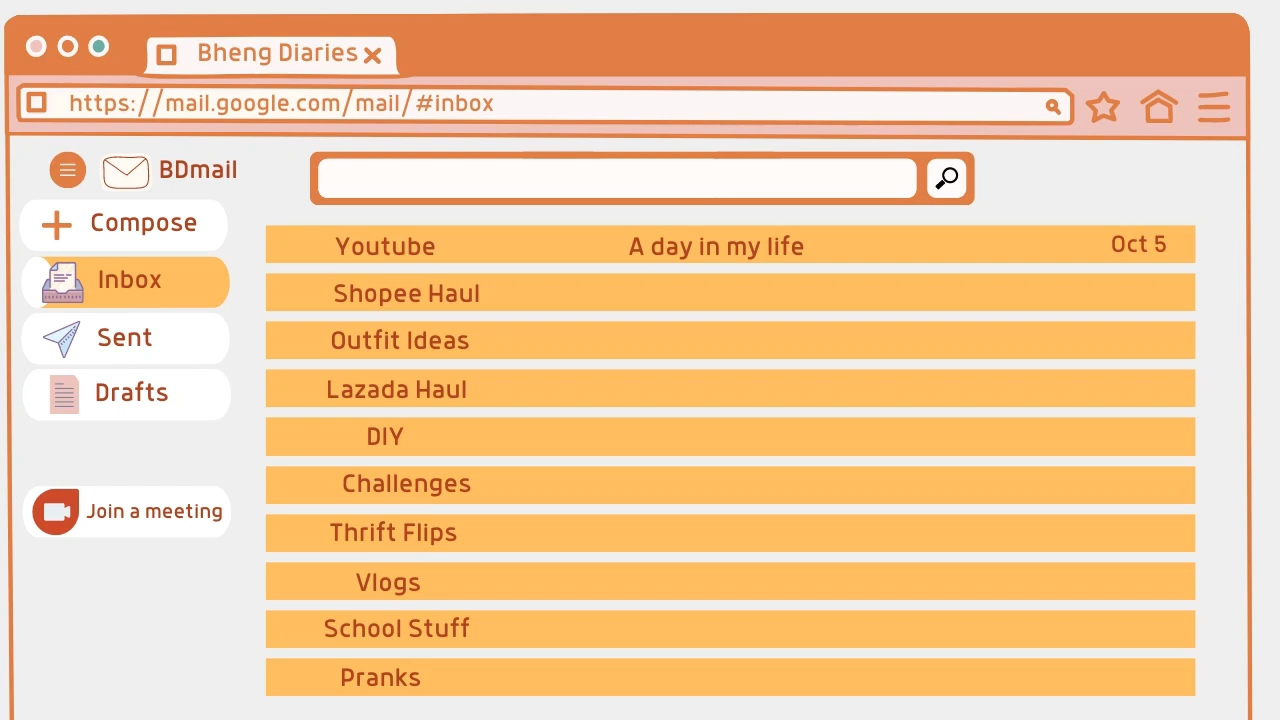 Bheng Diaries
https://mail.google.com/mail/#inbox
BDmail
Compose
Inbox
Sent
Drafts
Join a meeting
Youtube A day in my life Oct 5
Shopee Haul
Outfit Ideas
Lazada Haul
DIY
Challenges
Thrift Flips
Vlogs
School Stuff
Pranks